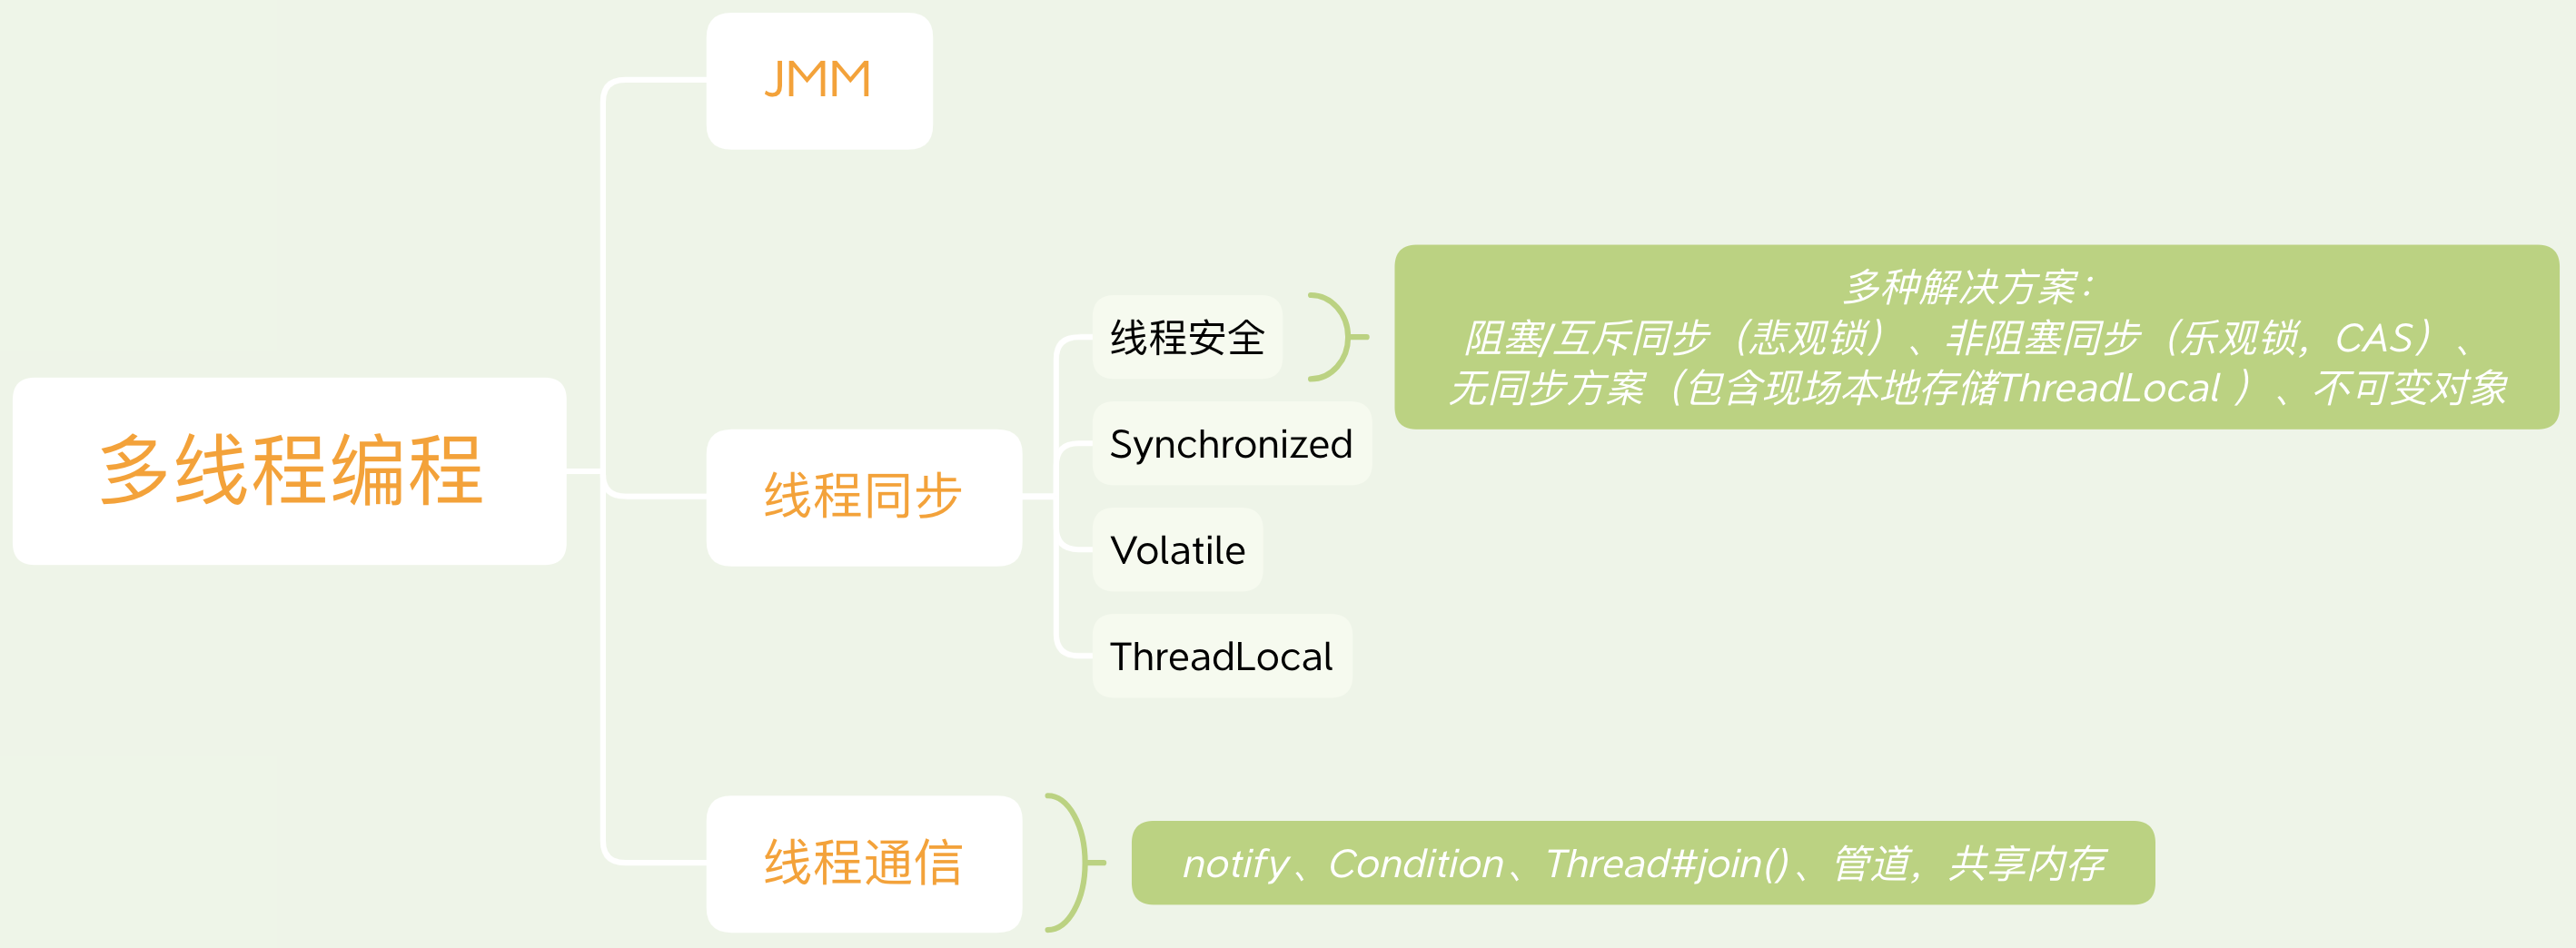 JMM
多线程编程
线程同步
线程安全
多种解决方案：
阻塞/互斥同步（悲观锁）、非阻塞同步（乐观锁，CAS）、
无同步方案（包含现场本地存储ThreadLocal ）、不可变对象
Synchronized
Volatile
ThreadLocal
线程通信
notify、Condition、Thread#join()、管道，共享内存